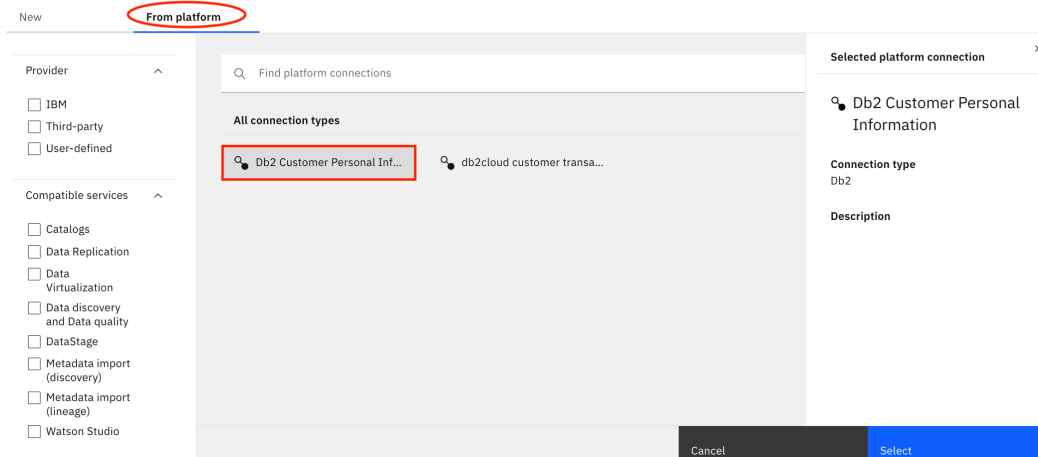 New
From platform
Provider
IBM
Third-party
User-defined
Compatible services
Catalogs
Data Replication
Data
Virtualization
Data discovery
and Data quality
DataStage
Metadata import
(discovery)
Metadata import
(lineage)
Watson Studio
Find platform connections
All connection types
Db2 Customer Personal Inf...
db2cloud customer transa...
Selected platform connection
Db2 Customer Personal
Information
Connection type
Db2
Description
Cancel
Select